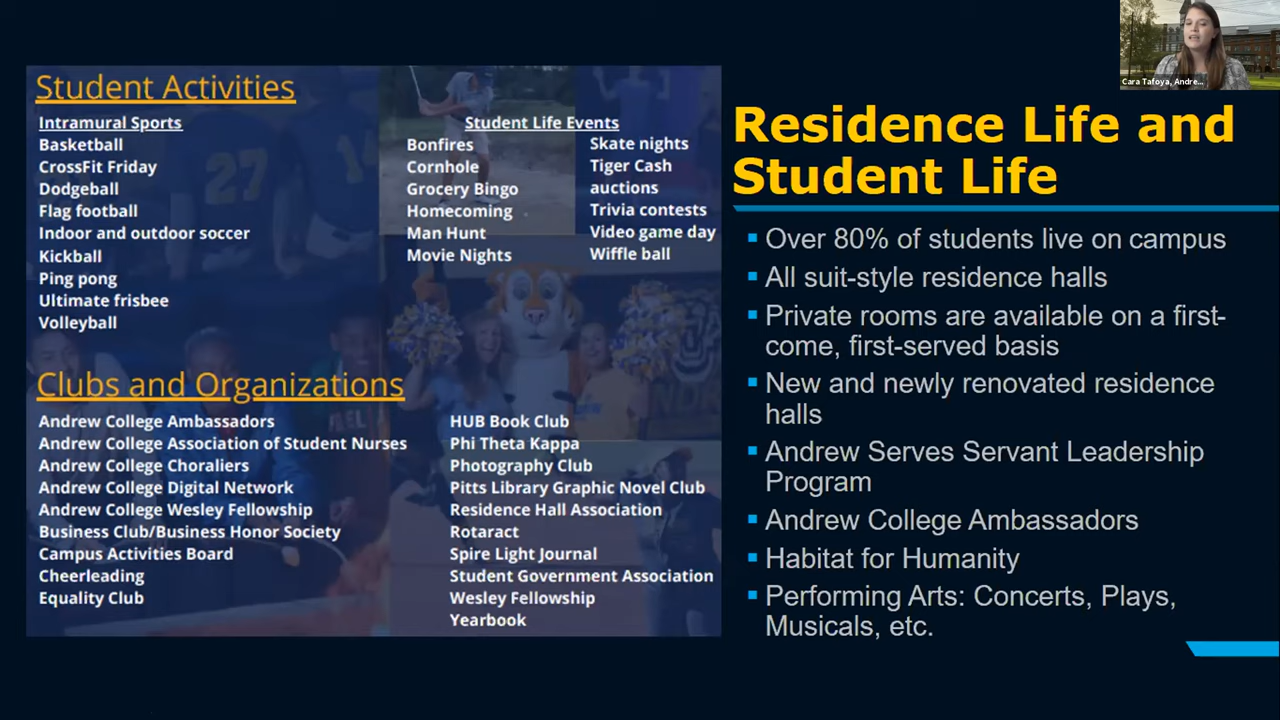 Cara Tafoya, Andre...
Student Activities
Intramural Sports
Basketball
CrossFit Friday
Dodgeball
Flag football
Indoor and outdoor soccer
Kickball
Ping pong
Ultimate frisbee
Volleyball
Student Life Events
Bonfires
Cornhole
Grocery Bingo
Homecoming
Man Hunt
Movie Nights
Skate nights
Tiger Cash
auctions
Trivia contests
Video game day
Wiffle ball
Clubs and Organizations
Andrew College Ambassadors
Andrew College Association of Student Nurses
Andrew College Choraliers
Andrew College Digital Network
Andrew College Wesley Fellowship
Business Club/Business Honor Society
Campus Activities Board
Cheerleading
Equality Club
HUB Book Club
Phi Theta Kappa
Photography Club
Pitts Library Graphic Novel Club
Residence Hall Association
Rotaract
Spire Light Journal
Student Government Association
Wesley Fellowship
Yearbook
Residence Life and
Student Life
Over 80% of students live on campus
All suit-style residence halls
Private rooms are available on a first-
come, first-served basis
New and newly renovated residence
halls
Andrew Serves Servant Leadership
Program
Andrew College Ambassadors
Habitat for Humanity
Performing Arts: Concerts, Plays,
Musicals, etc.
27